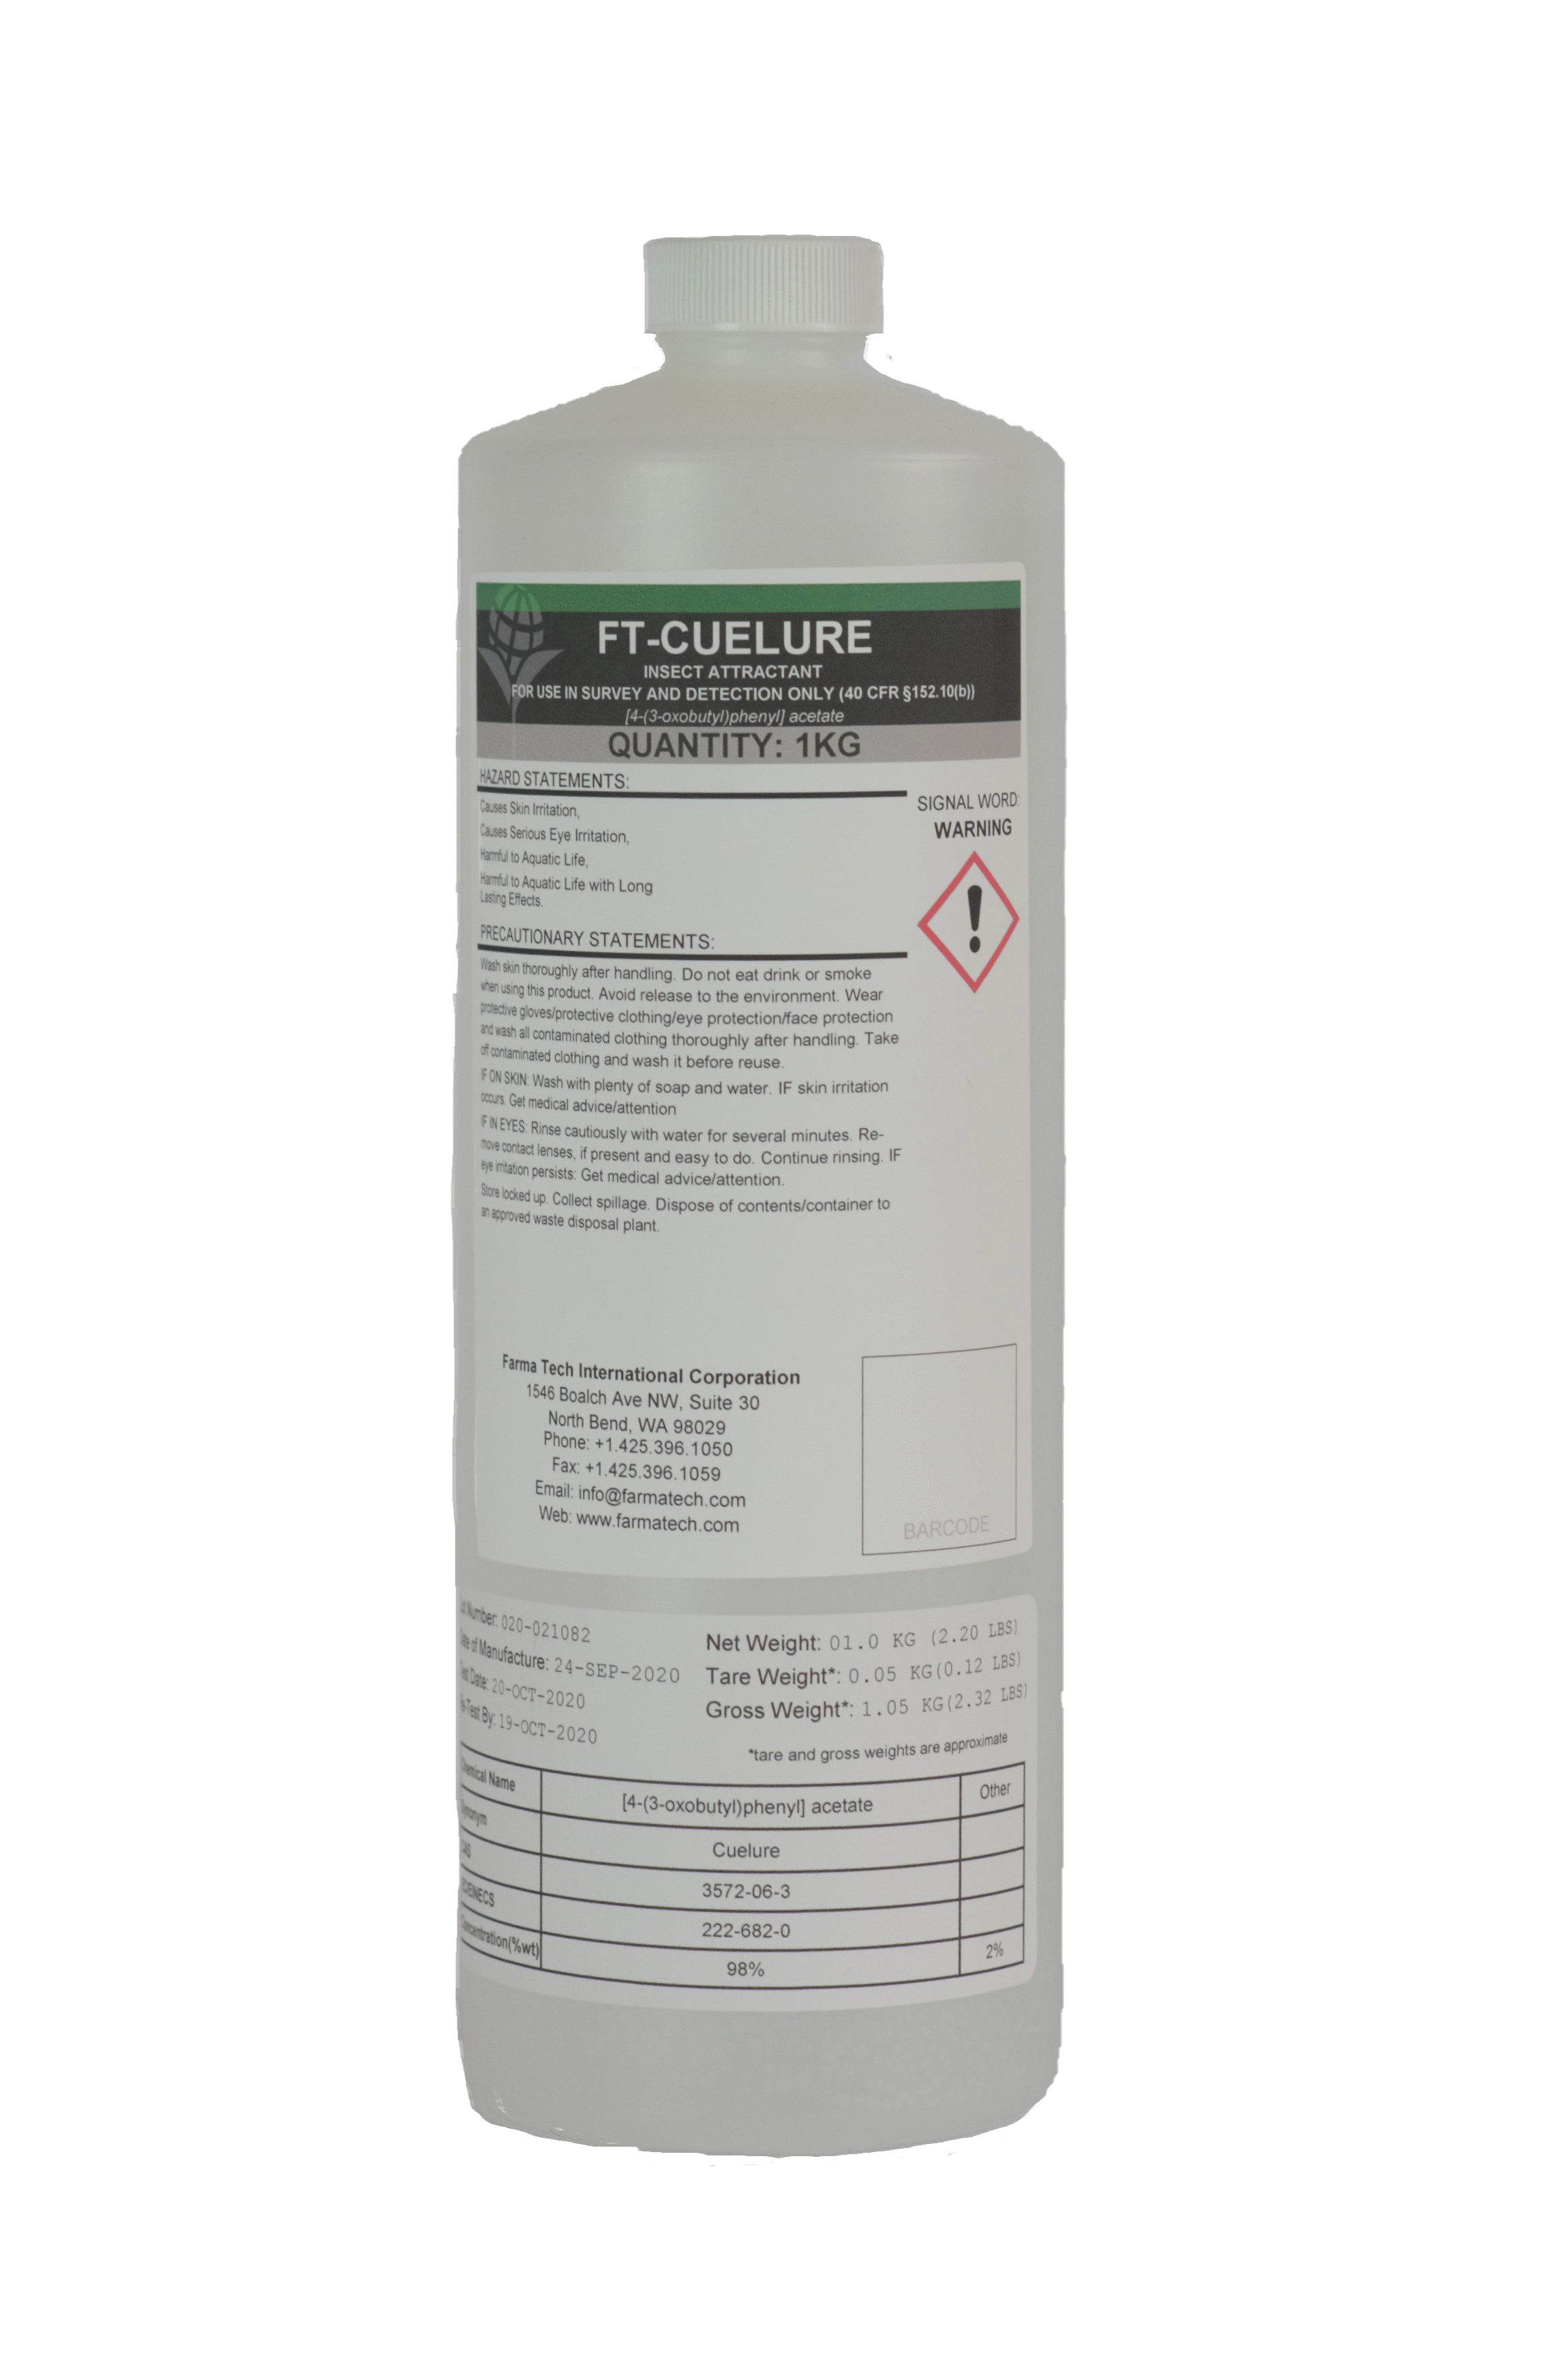 FT-CUELURE
INSECT ATTRACTANT
FOR USE IN SURVEY AND DETECTION ONLY (40 CFR §152.10(b))
[4-(3-oxobutyl)phenyl] acetate
QUANTITY: 1KG
HAZARD STATEMENTS:
Causes Skin Irritation,
Causes Serious Eye Irritation,
Harmful to Aquatic Life,
Harmful to Aquatic Life with Long
Lasting Effects.
SIGNAL WORD:
WARNING
PRECAUTIONARY STATEMENTS:
Wash skin thoroughly after handling. Do not eat drink or smoke
when using this product. Avoid release to the environment. Wear
protective gloves/protective clothing/eye protection/face protection
and wash all contaminated clothing thoroughly after handling. Take
off contaminated clothing and wash it before reuse.
IF ON SKIN: Wash with plenty of soap and water. IF skin irritation
occurs. Get medical advice/attention
IF IN EYES: Rinse cautiously with water for several minutes. Re-
move contact lenses, if present and easy to do. Continue rinsing. IF
eye irritation persists: Get medical advice/attention.
Store locked up. Collect spillage. Dispose of contents/container to
an approved waste disposal plant.
Farma Tech International Corporation
1546 Boalch Ave NW, Suite 30
North Bend, WA 98029
Phone: +1.425.396.1050
Fax: +1.425.396.1059
Email: info@farmatech.com
Web: www.farmatech.com
BARCODE
Number: 020-021082
of Manufacture: 24-SEP-2020
Date: 20-OCT-2020
By: 19-OCT-2020
Net Weight: 01.0 KG (2.20 LBS)
Tare Weight*: 0.05 KG(0.12 LBS)
Gross Weight*: 1.05 KG(2.32 LBS)
*tare and gross weights are approximate
Chemical Name [4-(3-oxobutyl)phenyl] acetate Other
Synonym Cuelure
CAS 3572-06-3
222-682-0
Concentration(%wt) 98% 2%